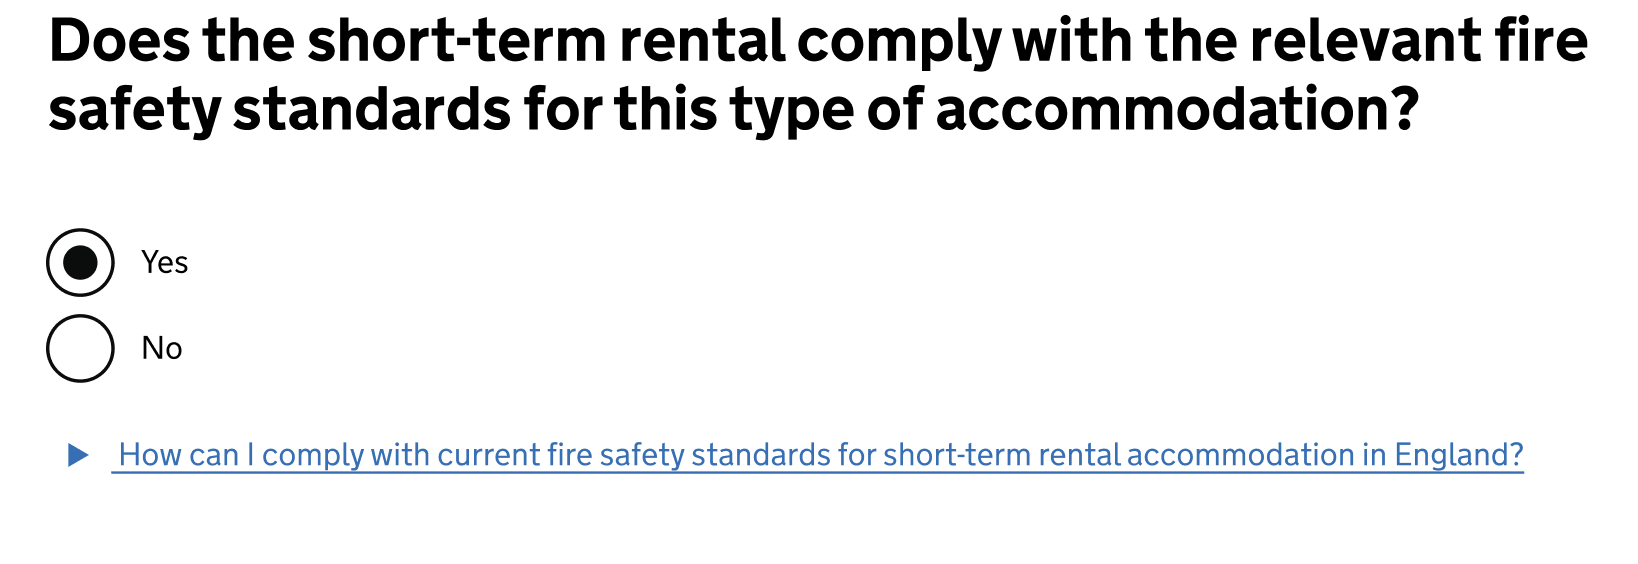 Does the short-term rental comply with the relevant fire
safety standards for this type of accommodation?
Yes
No
How can I comply with current fire safety standards for short-term rental accommodation in England?